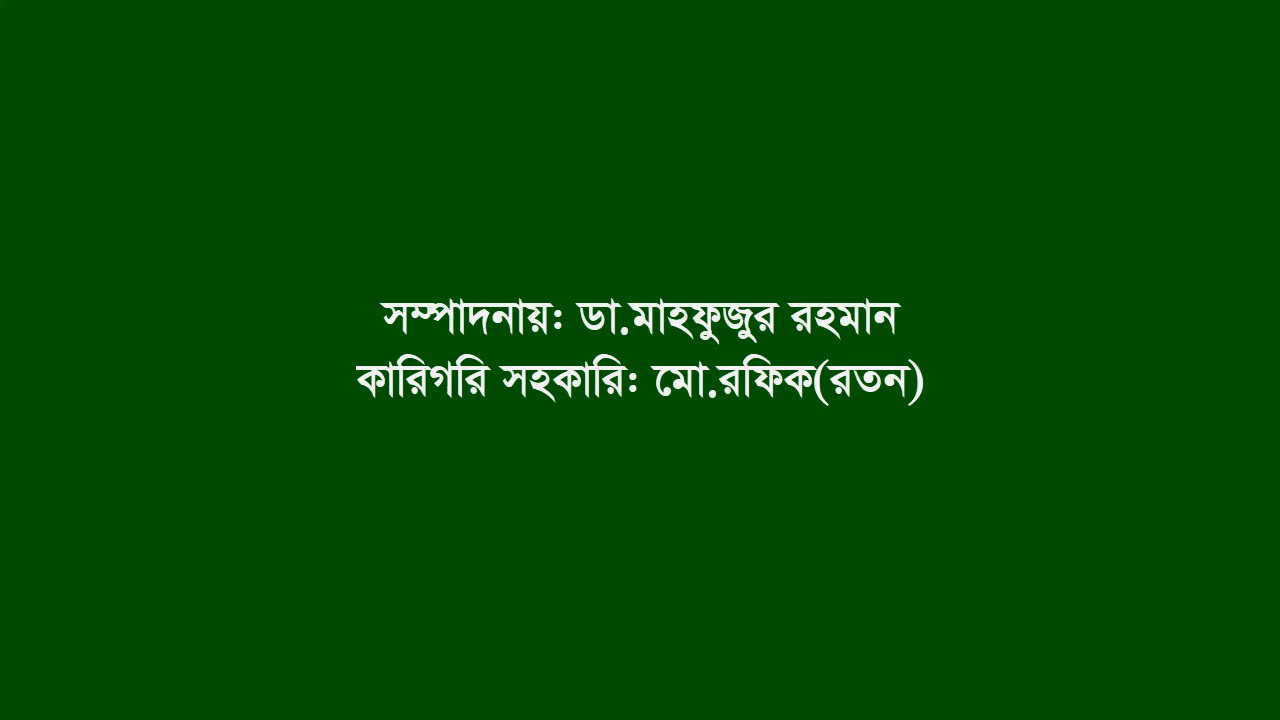 সম্পাদনায়: ডা.মাহফুজুর রহমান
কারিগরি সহকারি: মো.রফিক(রতন)